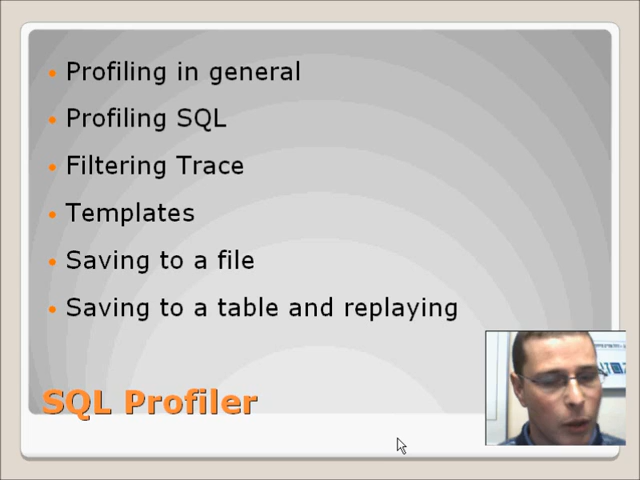 Profiling in general
Profiling SQL
Filtering Trace
Templates
Saving to a file
Saving to a table and replaying
SQL Profiler